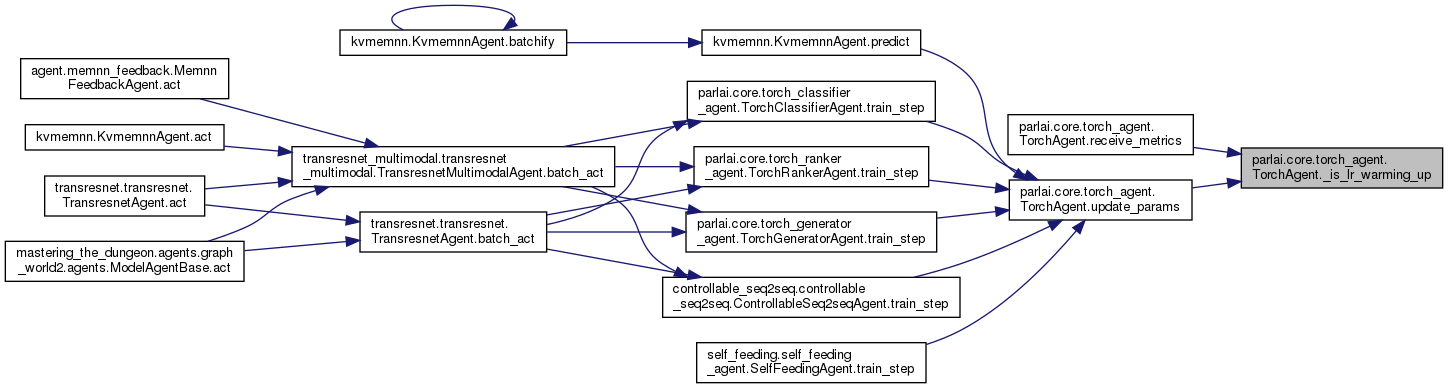 kvmemnn.KvmemnnAgent.batchify
kvmemnn.KvmemnnAgent.predict
agent.memnn_feedback.Memnn
FeedbackAgent.act
kvmemnn.KvmemnnAgent.act
transresnet.transresnet.
TransresnetAgent.act
mastering_the_dungeon.agents.graph
_world2.agents.ModelAgentBase.act
transresnet_multimodal.transresnet
_multimodal.TransresnetMultimodalAgent.batch_act
transresnet.transresnet.
TransresnetAgent.batch_act
parlai.core.torch_classifier
_agent.TorchClassifierAgent.train_step
parlai.core.torch_ranker
_agent.TorchRankerAgent.train_step
parlai.core.torch_generator
_agent.TorchGeneratorAgent.train_step
controllable_seq2seq.controllable
_seq2seq.ControllableSeq2seqAgent.train_step
self_feeding.self_feeding
_agent.SelfFeedingAgent.train_step
parlai.core.torch_agent.
TorchAgent.receive_metrics
parlai.core.torch_agent.
TorchAgent.update_params
parlai.core.torch_agent.
TorchAgent._is_lr_warming_up